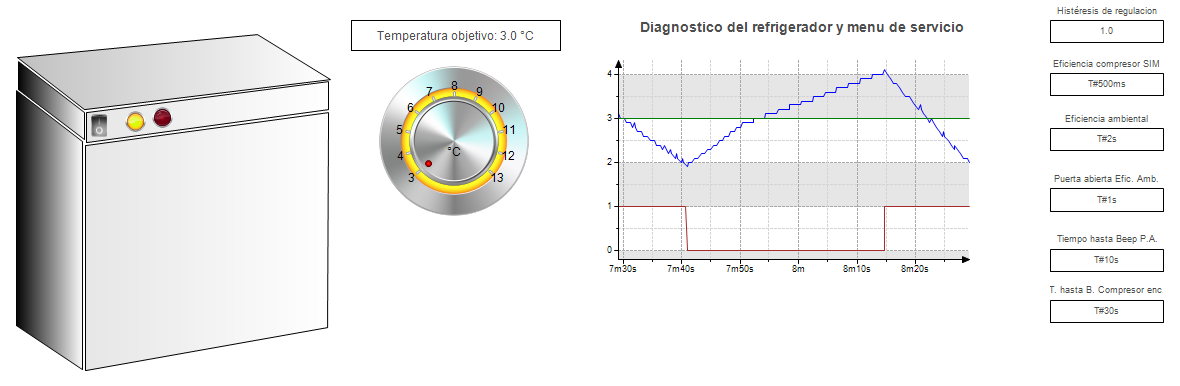 Temperatura objetivo: 3.0 °C
3
4
5
6
7
8
9
10
11
12
13
°C
Diagnostico del refrigerador y menu de servicio
4
3
2
1
0
7m30s 7m40s 7m50s 8m 8m10s 8m20s
Histéresis de regulacion
1.0
Eficiencia compresor SIM
T#500ms
Eficiencia ambiental
T#2s
Puerta abierta Efic. Amb.
T#1s
Tiempo hasta Beep P.A.
T#10s
T. hasta B. Compresor enc
T#30s